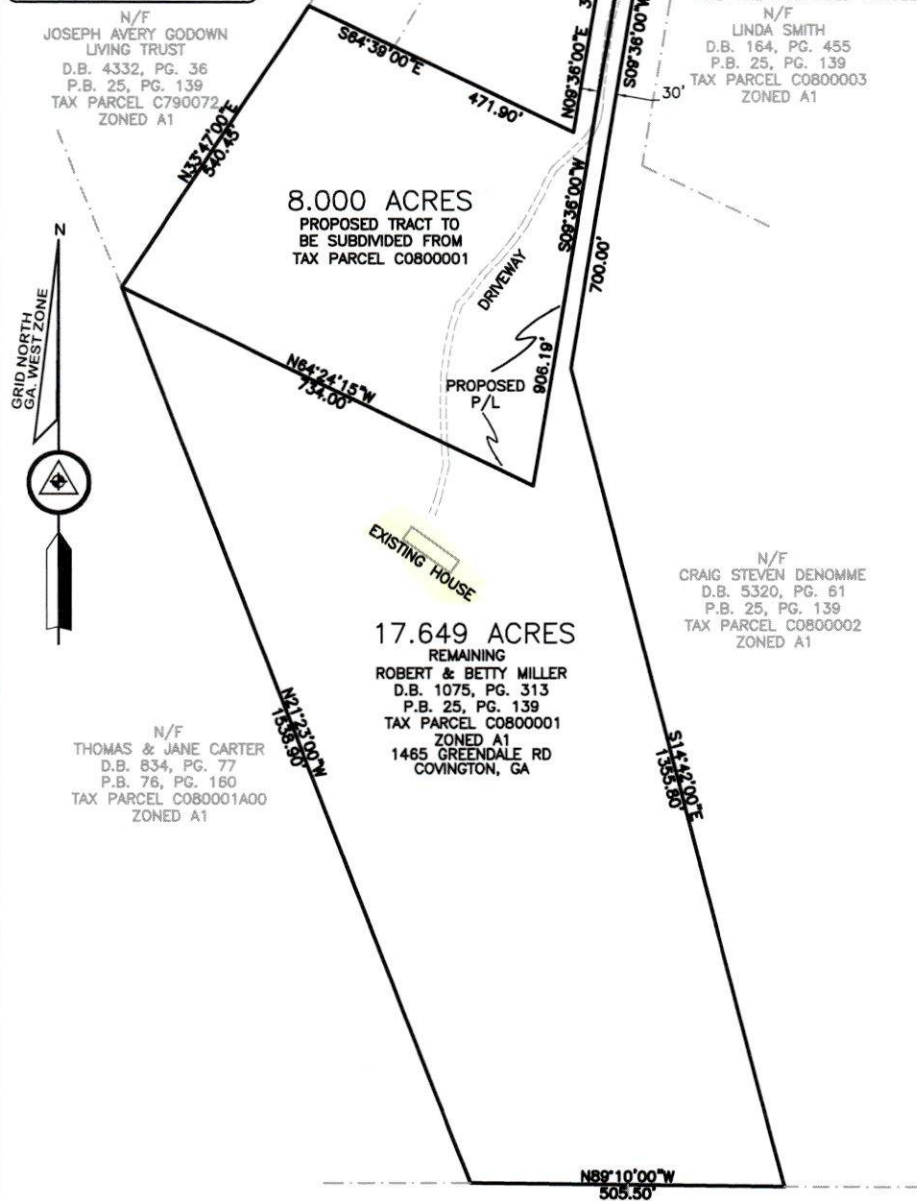 N/F
JOSEPH AVERY GODOWN
LIVING TRUST
D.B. 4332, PG. 36
P.B. 25, PG. 139
TAX PARCEL C790072
ZONED A1
S64°39'00"E
471.90'
N09°36'00"E
S09°36'00"W
30'
N/F
LINDA SMITH
D.B. 164, PG. 455
P.B. 25, PG. 139
TAX PARCEL C0800003
ZONED A1
N33°47'00"E
540.45'
8.000 ACRES
PROPOSED TRACT TO
BE SUBDIVIDED FROM
TAX PARCEL C0800001
DRIVEWAY
S09°36'00"W
906.19'
700.00'
N
GRID NORTH
GA. WEST ZONE
N64°24'15"W
734.00'
PROPOSED
P/L
EXISTING HOUSE
17.649 ACRES
REMAINING
ROBERT & BETTY MILLER
D.B. 1075, PG. 313
P.B. 25, PG. 139
TAX PARCEL C0800001
ZONED A1
1465 GREENDALE RD
COVINGTON, GA
N/F
CRAIG STEVEN DENOMME
D.B. 5320, PG. 61
P.B. 25, PG. 139
TAX PARCEL C0800002
ZONED A1
N/F
THOMAS & JANE CARTER
D.B. 834, PG. 77
P.B. 76, PG. 160
TAX PARCEL C080001A00
ZONED A1
N21°23'00"W
1538.90'
S14°42'00"E
1355.80'
N89°10'00"W
505.50'